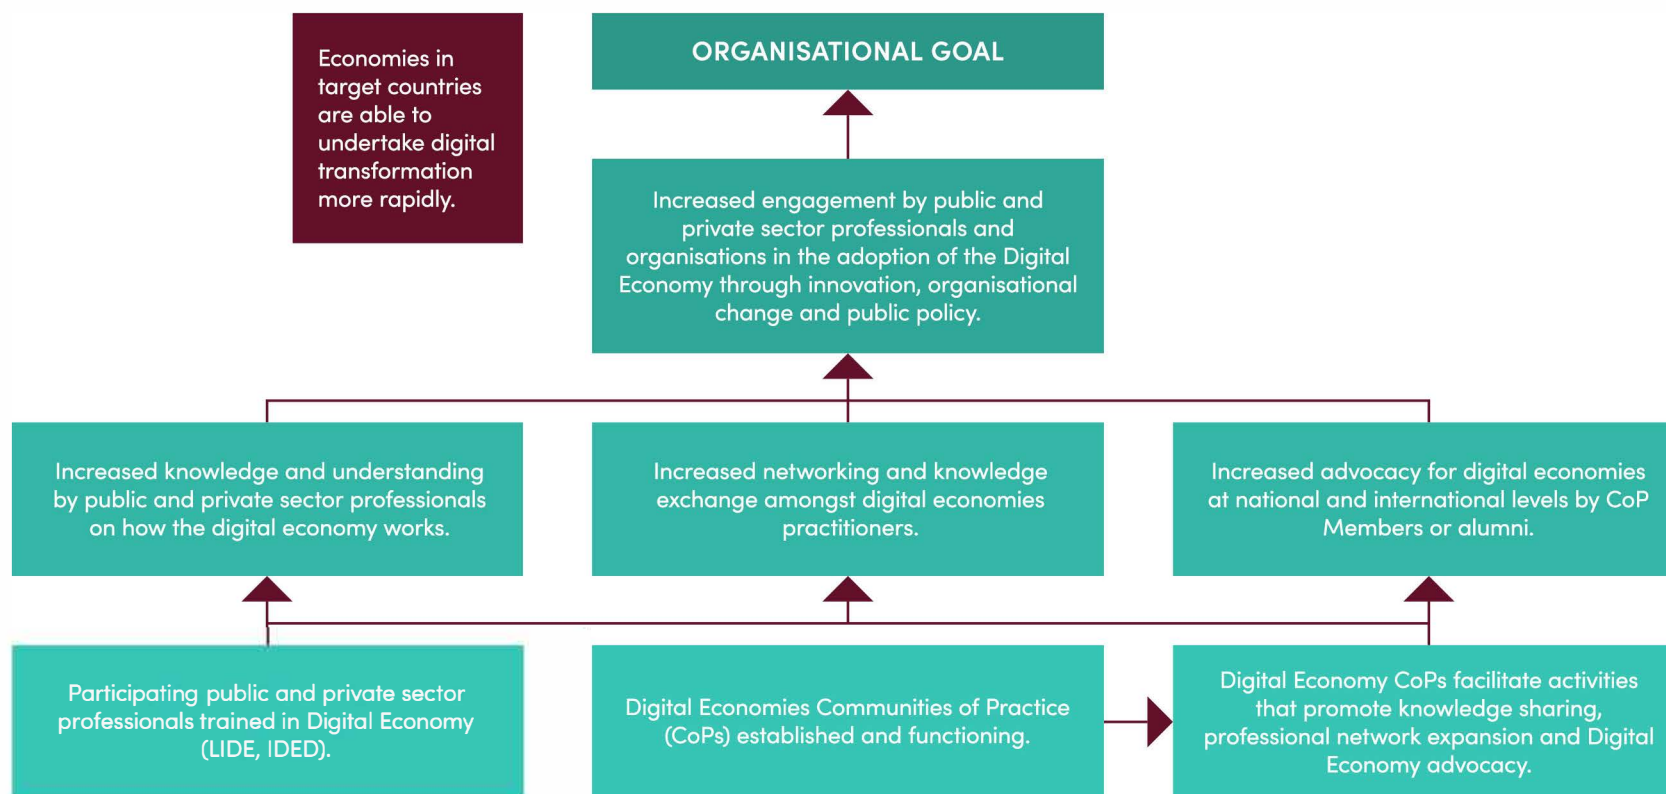 Economies in
target countries
are able to
undertake digital
transformation
more rapidly.
ORGANISATIONAL GOAL
Increased engagement by public and
private sector professionals and
organisations in the adoption of the Digital
Economy through innovation, organisational
change and public policy.
Increased knowledge and understanding
by public and private sector professionals
on how the digital economy works.
Increased networking and knowledge
exchange amongst digital economies
practitioners.
Increased advocacy for digital economies
at national and international levels by CoP
Members or alumni.
Participating public and private sector
professionals trained in Digital Economy
(LIDE, IDED).
Digital Economies Communities of Practice
(CoPs) established and functioning.
Digital Economy CoPs facilitate activities
that promote knowledge sharing,
professional network expansion and Digital
Economy advocacy.